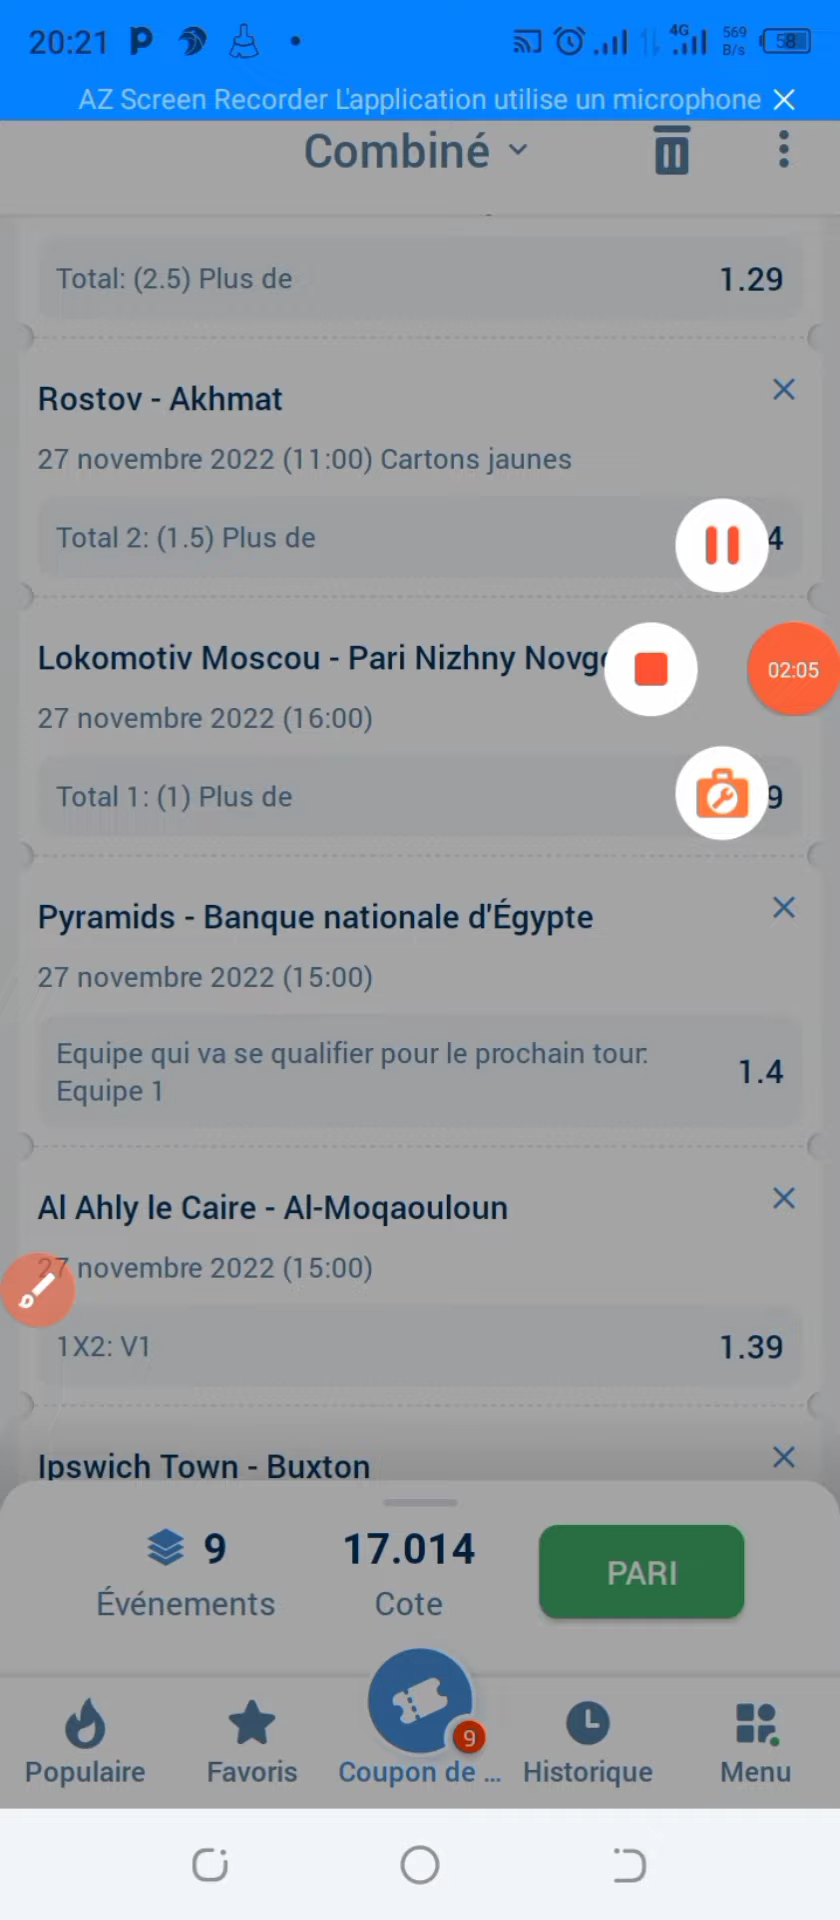 20:21
4G
569
B/s
58
AZ Screen Recorder L'application utilise un microphone
Combiné
Total: (2.5) Plus de
1.29
Rostov - Akhmat
27 novembre 2022 (11:00) Cartons jaunes
Total 2: (1.5) Plus de
4
Lokomotiv Moscou - Pari Nizhny
02:05
27 novembre 2022 (16:00)
Total 1: (1) Plus de
9
Pyramids - Banque nationale d'Égypte
27 novembre 2022 (15:00)
Equipe qui va se qualifier pour le prochain tour:
Equipe 1
1.4
Al Ahly le Caire - Al-Moqaouloun
27 novembre 2022 (15:00)
1X2: V1
1.39
Ipswich Town - Buxton
9
17.014
PARI
Événements
Cote
9
Populaire
Favoris
Coupon de ...
Historique
Menu